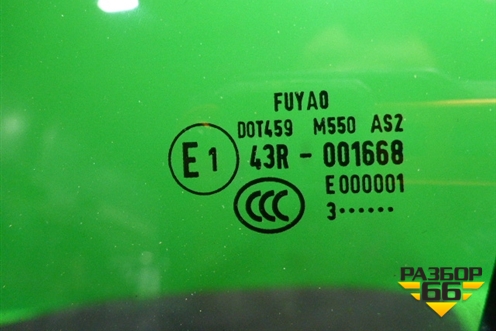 FUYAO
DOT459 M550 AS2
E1 43R - 001668
E000001
CCC
3······
РАЗБОР
66